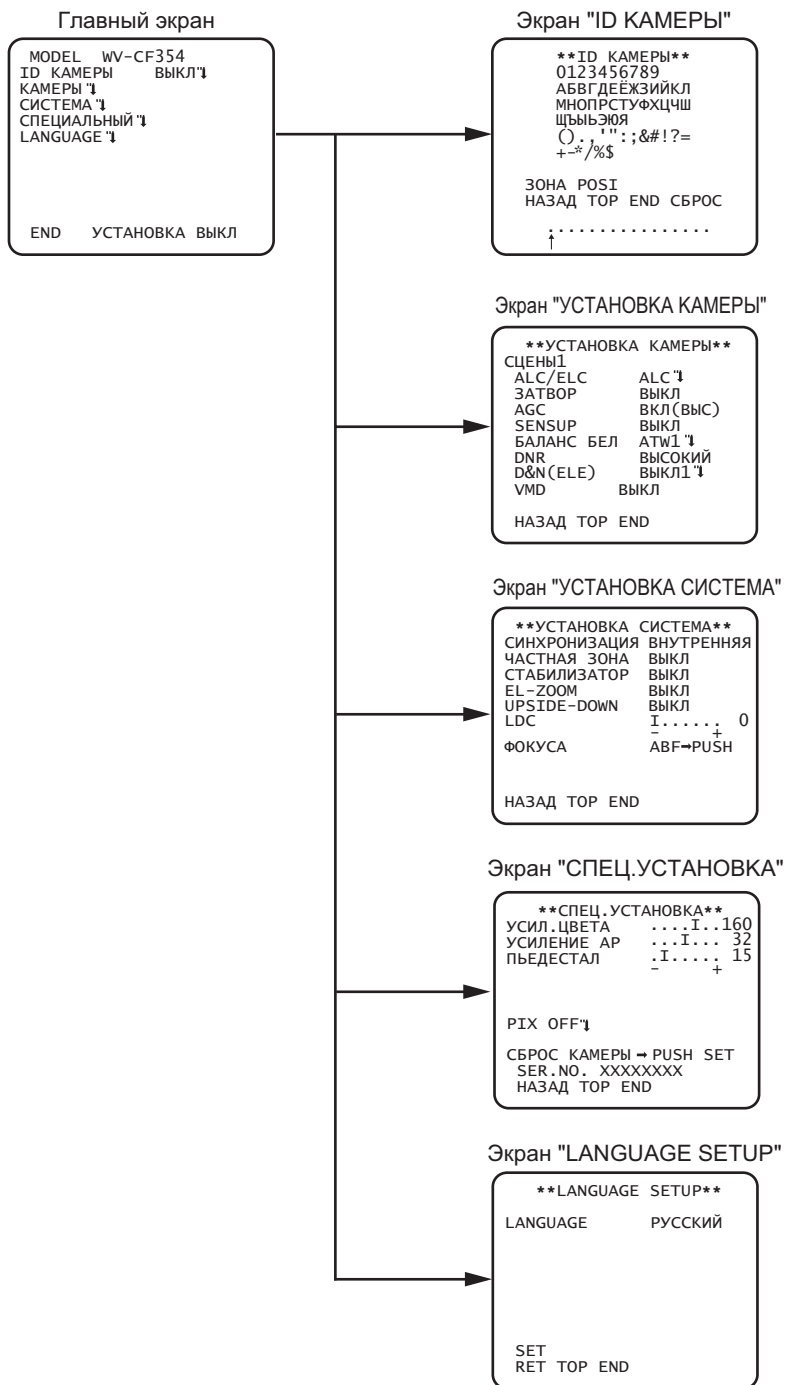 Главный экран
MODEL WV-CF354
ID КАМЕРЫ ВЫКЛ
КАМЕРЫ
СИСТЕМА
СПЕЦИАЛЬНЫЙ
LANGUAGE
END УСТАНОВКА ВЫКЛ
Экран "ID КАМЕРЫ"
**ID КАМЕРЫ**
0123456789
АБВГДЕЁЖЗИЙКЛ
МНОПРСТУФХЦЧШ
ЩЪЫЬЭЮЯ
().,'":;&#!?=
+-*/%$
ЗОНА POSI
НАЗАД TOP END СБРОС
................
↑
Экран "УСТАНОВКА КАМЕРЫ"
**УСТАНОВКА КАМЕРЫ**
СЦЕНЫ1
ALC/ELC ALC
ЗАТВОР ВЫКЛ
AGC ВКЛ(ВЫС)
SENSUP ВЫКЛ
БАЛАНС БЕЛ ATW1
DNR ВЫСОКИЙ
D&N(ELE) ВЫКЛ1
VMD ВЫКЛ
НАЗАД TOP END
Экран "УСТАНОВКА СИСТЕМА"
**УСТАНОВКА СИСТЕМА**
СИНХРОНИЗАЦИЯ ВНУТРЕННЯЯ
ЧАСТНАЯ ЗОНА ВЫКЛ
СТАБИЛИЗАТОР ВЫКЛ
EL-ZOOM ВЫКЛ
UPSIDE-DOWN ВЫКЛ
LDC I...... 0
- +
ФОКУСА ABF→PUSH
НАЗАД TOP END
Экран "СПЕЦ.УСТАНОВКА"
**СПЕЦ.УСТАНОВКА**
УСИЛ.ЦВЕТА ....I..160
УСИЛЕНИЕ АР ...I... 32
ПЬЕДЕСТАЛ .I..... 15
- +
PIX OFF
СБРОС КАМЕРЫ → PUSH SET
SER.NO. XXXXXXXX
НАЗАД TOP END
Экран "LANGUAGE SETUP"
**LANGUAGE SETUP**
LANGUAGE РУССКИЙ
SET
RET TOP END